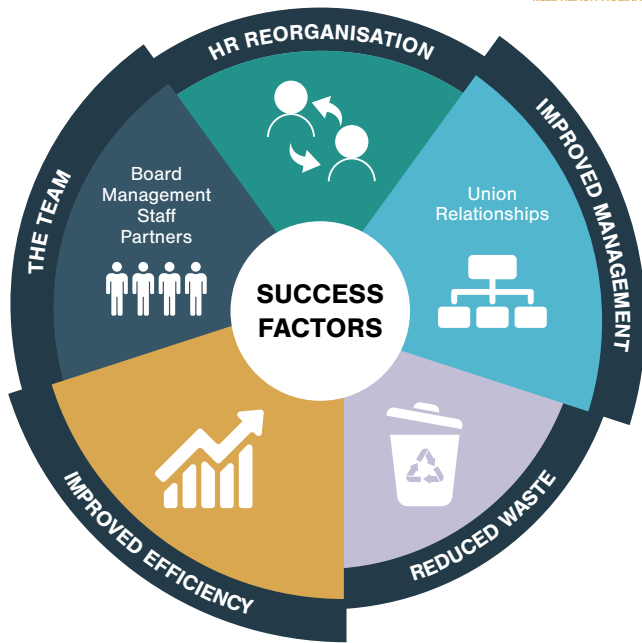 HR REORGANISATION
IMPROVED MANAGEMENT
Union
Relationships
THE TEAM
Board
Management
Staff
Partners
SUCCESS
FACTORS
REDUCED WASTE
IMPROVED EFFICIENCY